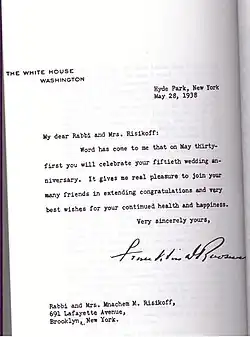 THE WHITE HOUSE
WASHINGTON
Hyde Park, New York
May 28, 1938
My dear Rabbi and Mrs. Risikoff:
Word has come to me that on May thirty-
first you will celebrate your fiftieth wedding an-
niversary. It gives me real pleasure to join your
many friends in extending congratulations and very
best wishes for your continued health and happiness.
Very sincerely yours,
Franklin D Roosevelt
Rabbi and Mrs. Mnachem M. Risikoff,
691 Lafayette Avenue,
Brooklyn, New York.